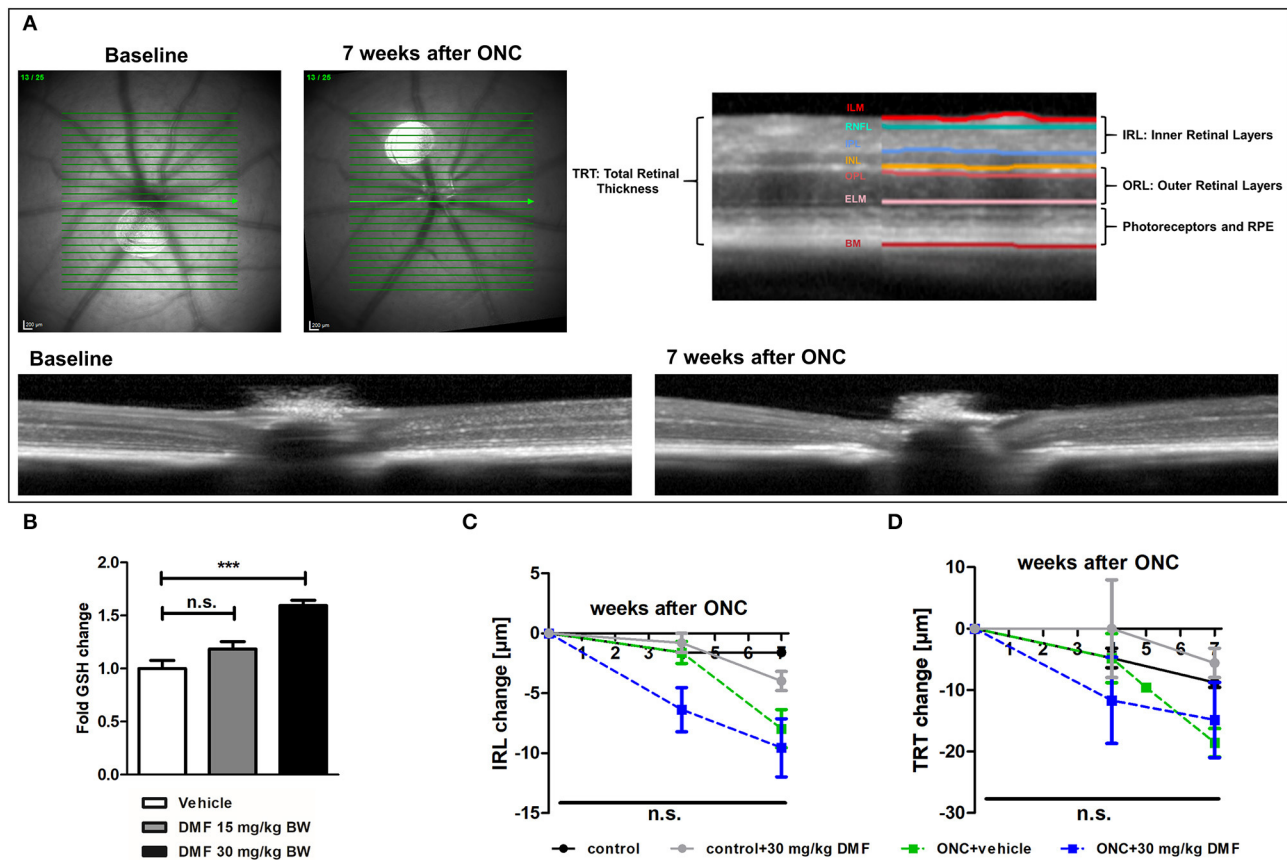 A
Baseline
7 weeks after ONC
13 / 25
13 / 25
200 µm
200 µm
TRT: Total Retinal
Thickness
ILM
RNFL
IPL
INL
OPL
ELM
BM
IRL: Inner Retinal Layers
ORL: Outer Retinal Layers
Photoreceptors and RPE
Baseline
7 weeks after ONC
B
Fold GSH change
2.0
1.5
1.0
0.5
0.0
***
n.s.
Vehicle
DMF 15 mg/kg BW
DMF 30 mg/kg BW
C
weeks after ONC
IRL change [µm]
5
0
-5
-10
-15
1 2 3 4 5 6 7
n.s.
D
weeks after ONC
TRT change [µm]
10
0
-10
-20
-30
1 2 3 4 5 6 7
n.s.
control
control+30 mg/kg DMF
ONC+vehicle
ONC+30 mg/kg DMF